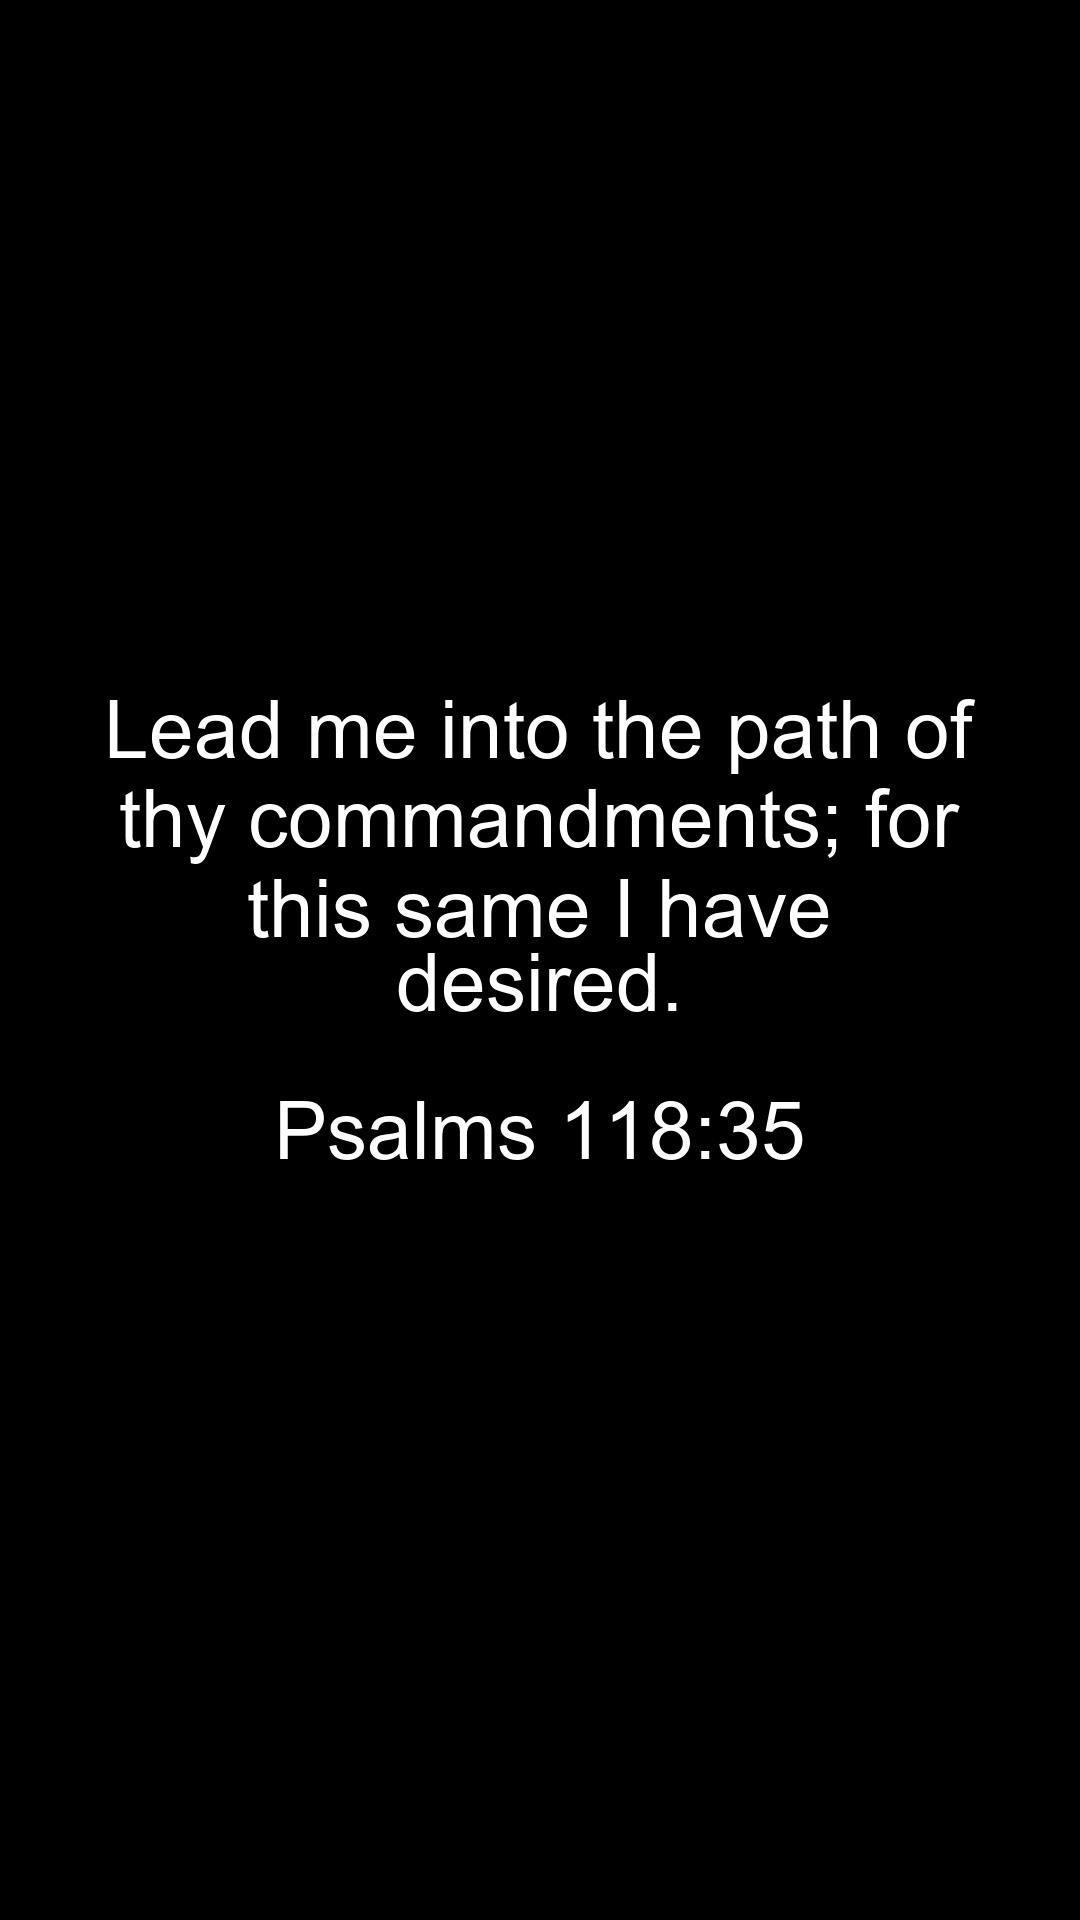 Lead me into the path of
thy commandments; for
this same I have
desired.
Psalms 118:35